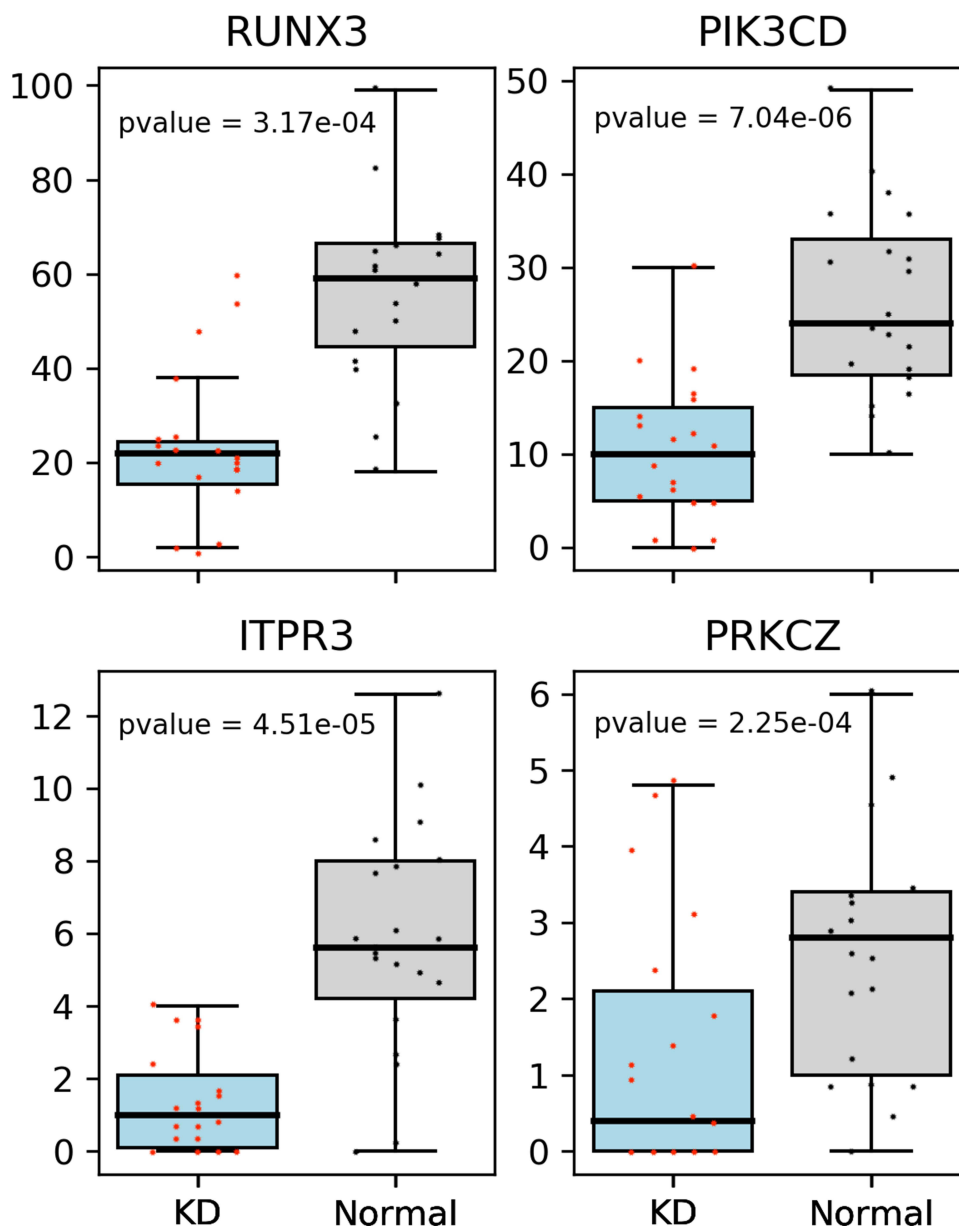 RUNX3
PIK3CD
100
80
60
40
20
0
pvalue = 3.17e-04
50
40
30
20
10
0
pvalue = 7.04e-06
ITPR3
PRKCZ
12
10
8
6
4
2
0
pvalue = 4.51e-05
6
5
4
3
2
1
0
pvalue = 2.25e-04
KD Normal
KD Normal